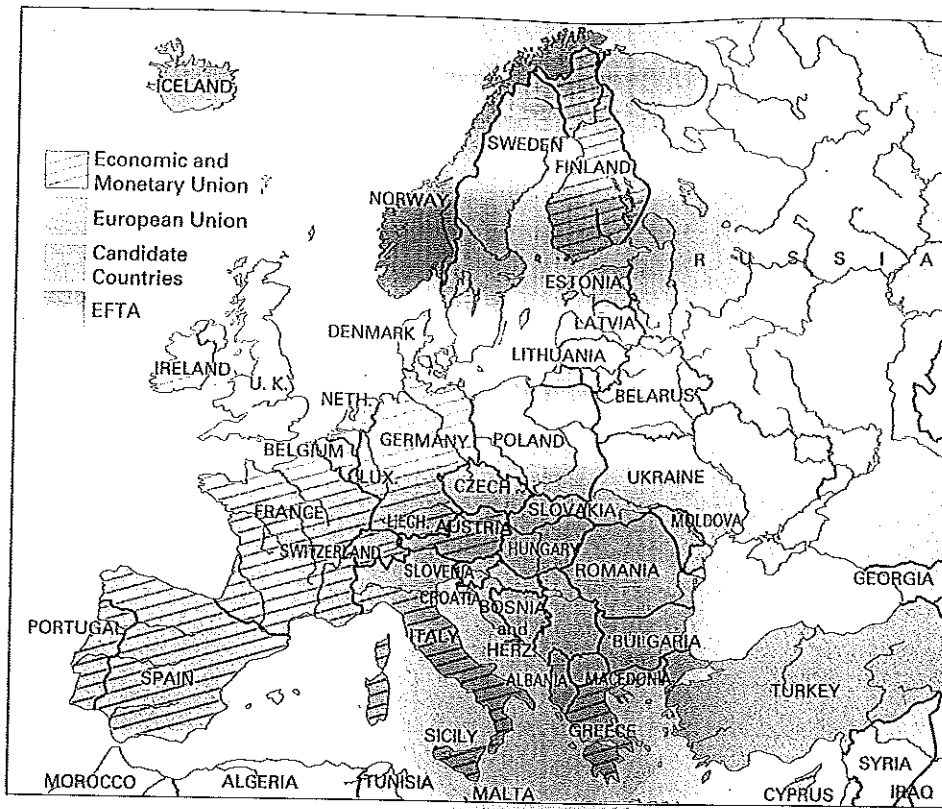 ICELAND
Economic and
Monetary Union
European Union
Candidate
Countries
EFTA
SWEDEN
FINLAND
NORWAY
R U S S I A
ESTONIA
LATVIA
DENMARK
LITHUANIA
IRELAND
U.K.
BELARUS
NETH.
BELGIUM
GERMANY
POLAND
LUX.
CZECH
UKRAINE
SLOVAKIA
FRANCE
LIECH.
AUSTRIA
MOLDOVA
SWITZERLAND
HUNGARY
SLOVENIA
ROMANIA
GEORGIA
CROATIA
BOSNIA
and
HERZ.
PORTUGAL
ITALY
BULGARIA
SPAIN
ALBANIA
MACEDONIA
TURKEY
SICILY
GREECE
SYRIA
MOROCCO
ALGERIA
TUNISIA
MALTA
CYPRUS
IRAQ